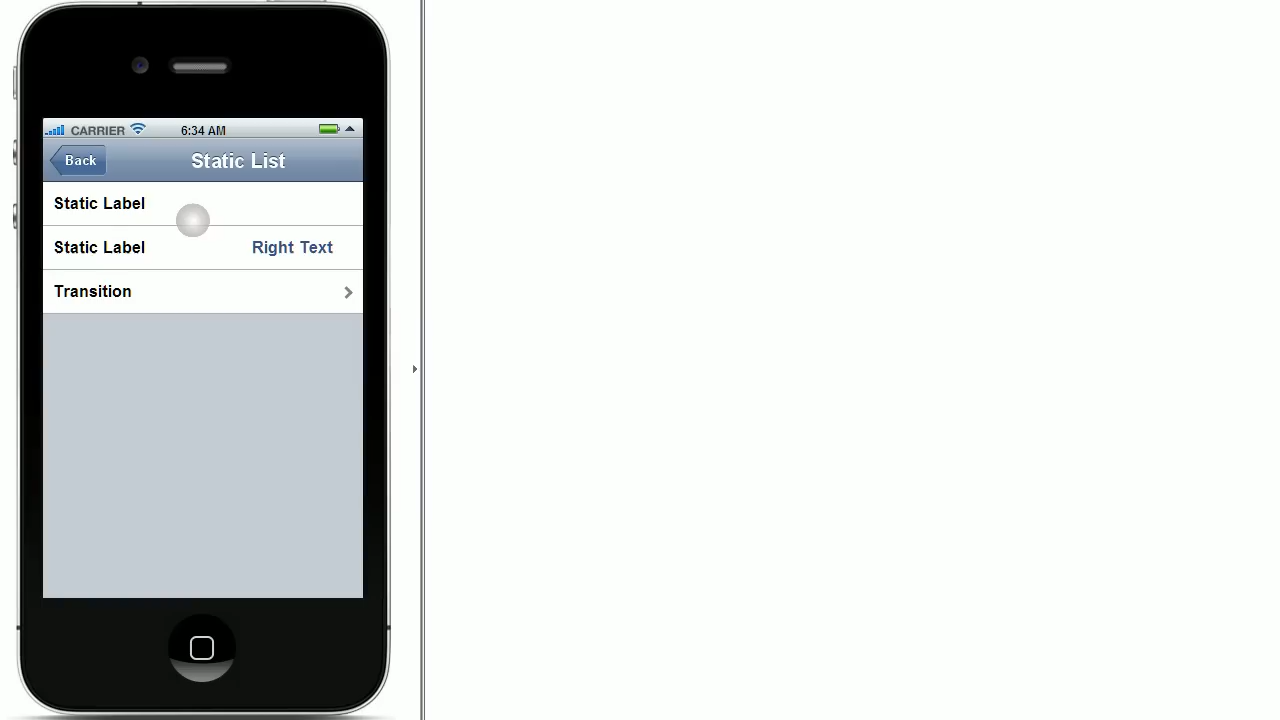 CARRIER 6:34 AM
Back Static List
Static Label
Static Label Right Text
Transition